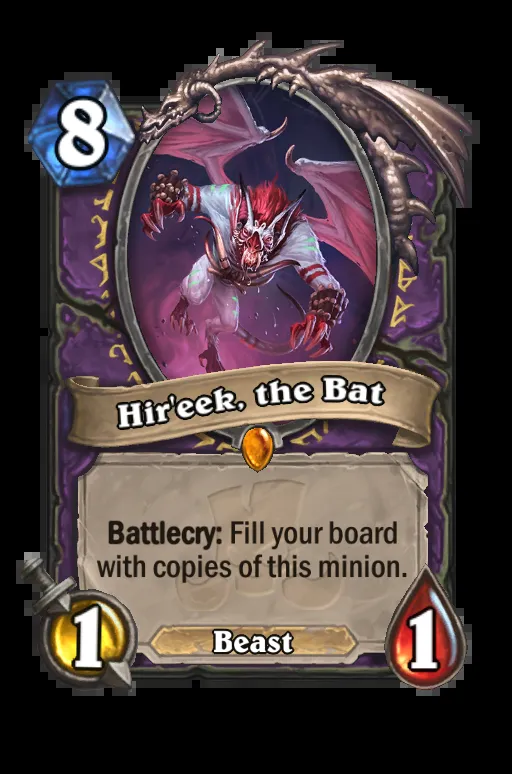 8
Hir'eek, the Bat
Battlecry: Fill your board
with copies of this minion.
1
Beast
1